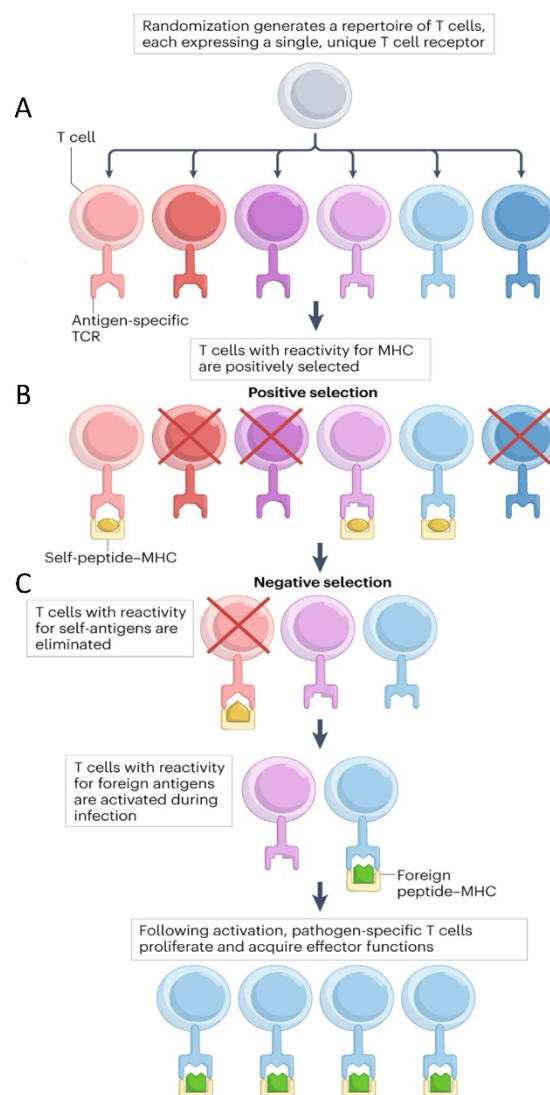 Randomization generates a repertoire of T cells,
each expressing a single, unique T cell receptor
A
T cell
Antigen-specific
TCR
T cells with reactivity for MHC
are positively selected
B
Positive selection
Self-peptide–MHC
C
Negative selection
T cells with reactivity
for self-antigens are
eliminated
T cells with reactivity
for foreign antigens
are activated during
infection
Foreign
peptide–MHC
Following activation, pathogen-specific T cells
proliferate and acquire effector functions